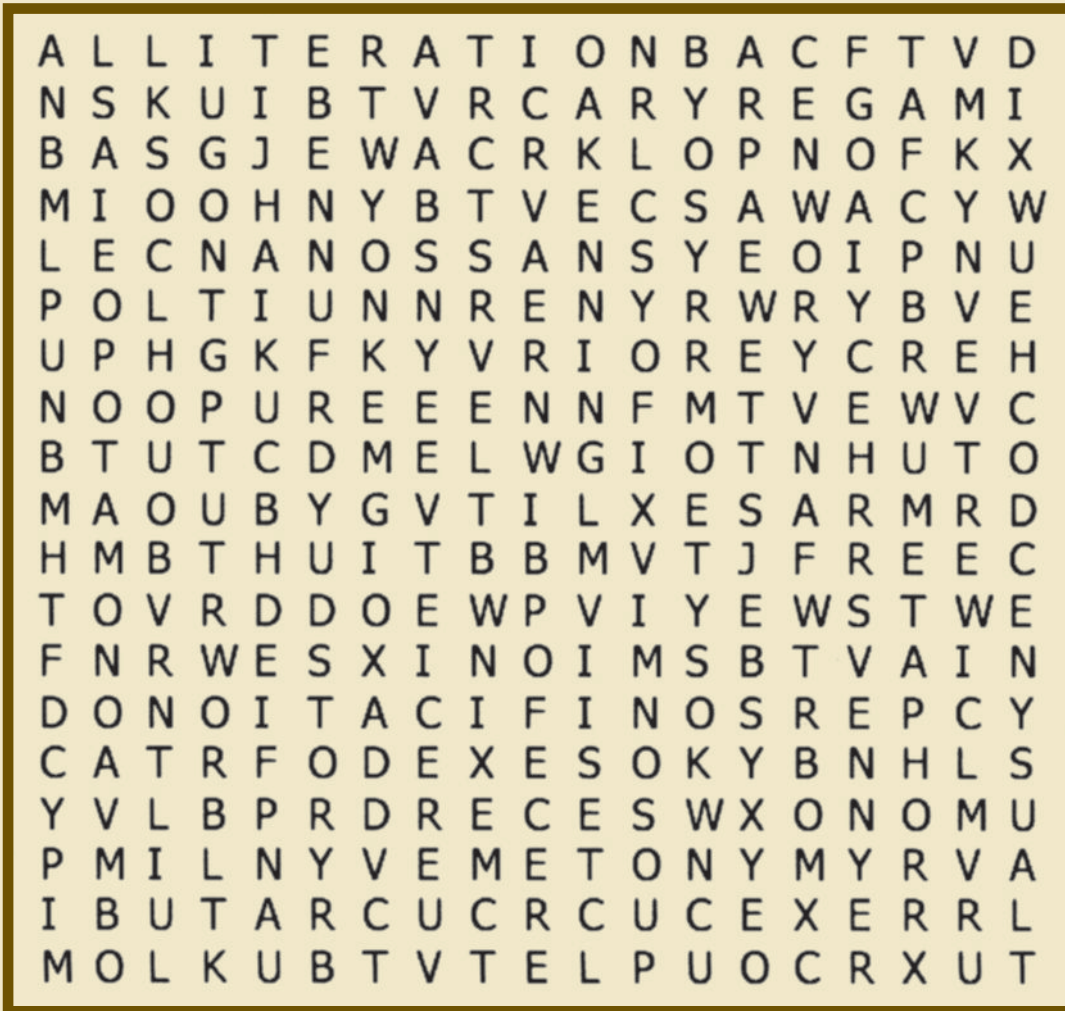 A L L I T E R A T I O N B A C F T V D
N S K U I B T V R C A R Y R E G A M I
B A S G J E W A C R K L O P N O F K X
M I O O H N Y B T V E C S A W A C Y W
L E C N A N O S S A N S Y E O I P N U
P O L T I U N N R E N Y R W R Y B V E
U P H G K F K Y V R I O R E Y C R E H
N O O P U R E E E N N F M T V E W V C
B T U T C D M E L W G I O T N H U T O
M A O U B Y G V T I L X E S A R M R D
H M B T H U I T B B M V T J F R E E C
T O V R D D O E W P V I Y E W S T W E
F N R W E S X I N O I M S B T V A I N
D O N O I T A C I F I N O S R E P C Y
C A T R F O D E X E S O K Y B N H L S
Y V L B P R D R E C E S W X O N O M U
P M I L N Y V E M E T O N Y M Y R V A
I B U T A R C U C R C U C E X E R R L
M O L K U B T V T E L P U O C R X U T